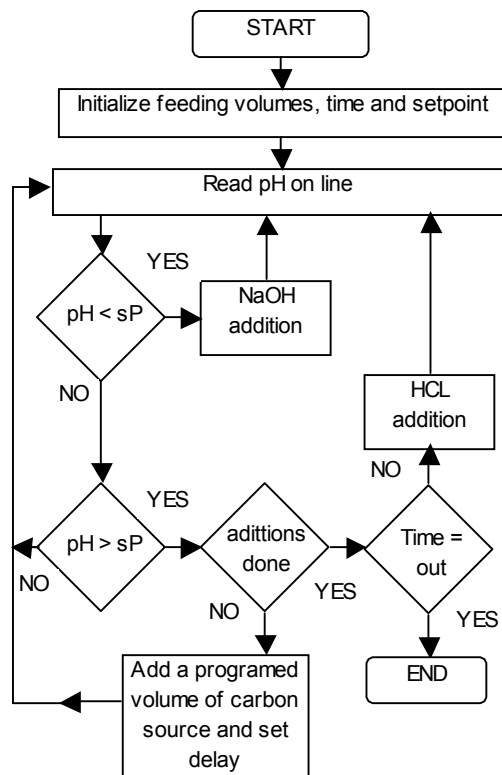 START
Initialize feeding volumes, time and setpoint
Read pH on line
YES
pH < sP
NaOH
addition
NO
HCL
addition
NO
YES
pH > sP
NO
adittions
done
YES
NO
Time =
out
YES
Add a programed
volume of carbon
source and set
delay
END